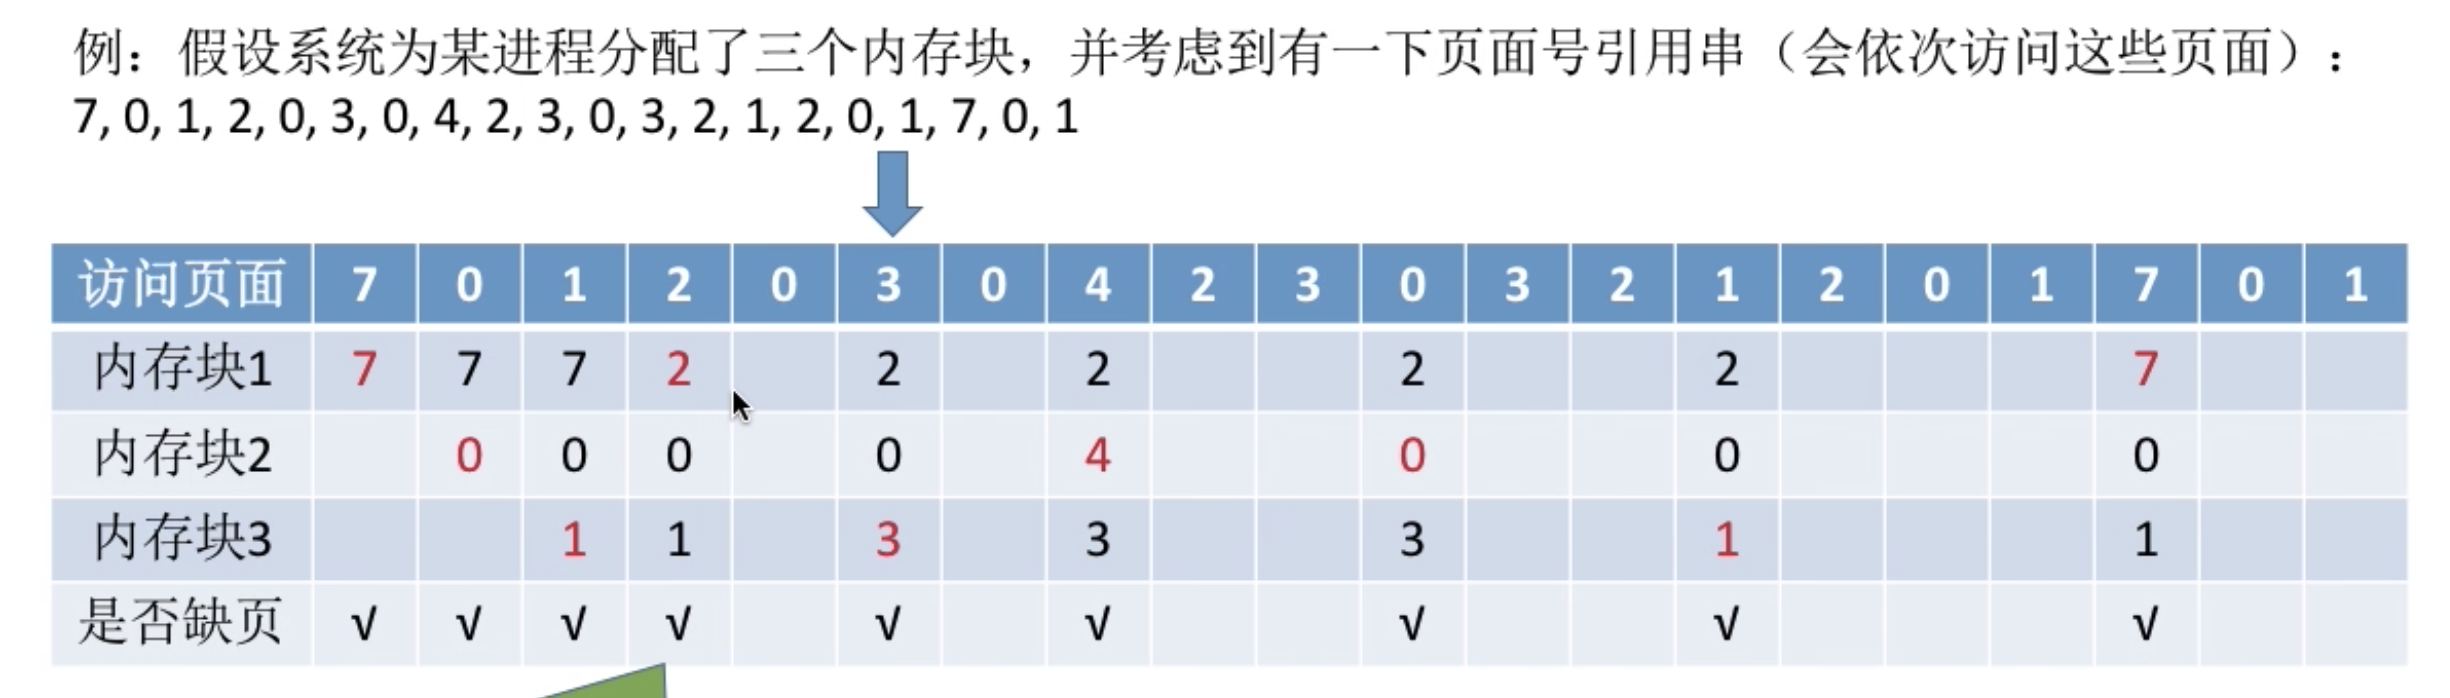 例：假设系统为某进程分配了三个内存块，并考虑到有一下页面号引用串（会依次访问这些页面）：
7, 0, 1, 2, 0, 3, 0, 4, 2, 3, 0, 3, 2, 1, 2, 0, 1, 7, 0, 1
访问页面 7 0 1 2 0 3 0 4 2 3 0 3 2 1 2 0 1 7 0 1
内存块1 7 7 7 2 2 2 2 2 7
内存块2 0 0 0 0 4 0 0 0
内存块3 1 1 3 3 3 1 1
是否缺页 √ √ √ √ √ √ √ √ √